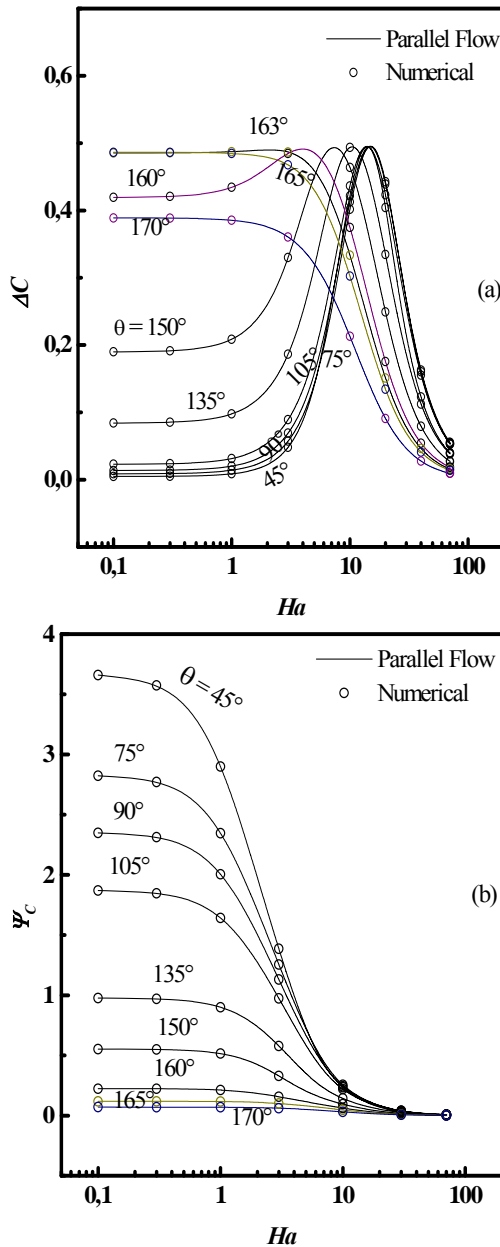 Parallel Flow
Numerical
0,6
163°
165°
160°
170°
0,4
ΔC
(a)
θ = 150°
0,2
135°
105°
75°
90°
45°
0,0
0,1
1
10
100
Ha
4
Parallel Flow
Numerical
θ = 45°
3
75°
90°
2
105°
Ψ_C
(b)
135°
1
150°
160°
165°
170°
0
0,1
1
10
100
Ha